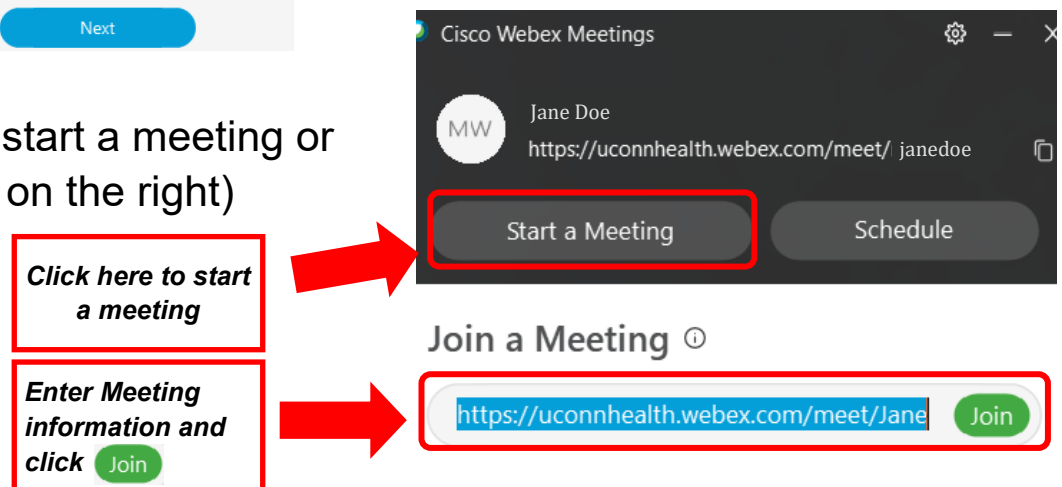 Next
start a meeting or
on the right)
Click here to start
a meeting
Enter Meeting
information and
click Join
Cisco Webex Meetings
MW
Jane Doe
https://uconnhealth.webex.com/meet/ janedoe
Start a Meeting
Schedule
Join a Meeting
https://uconnhealth.webex.com/meet/Jane
Join